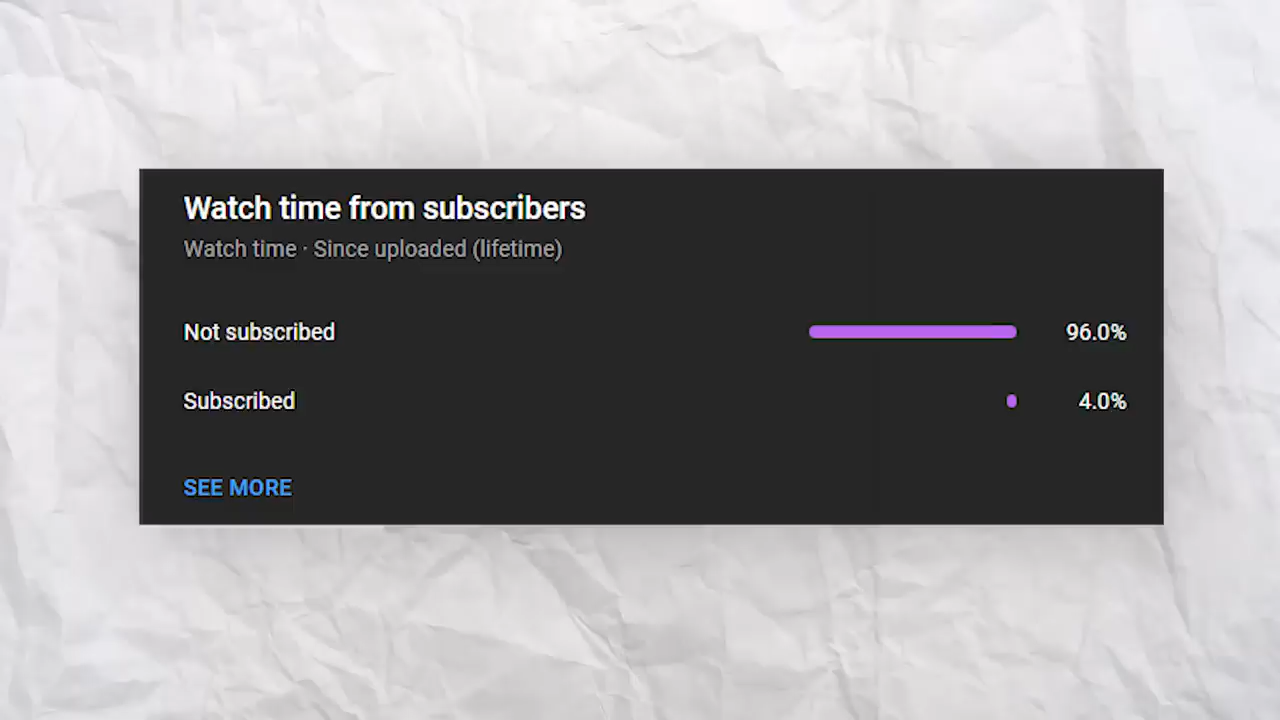 Watch time from subscribers
Watch time · Since uploaded (lifetime)
Not subscribed 96.0%
Subscribed 4.0%
SEE MORE